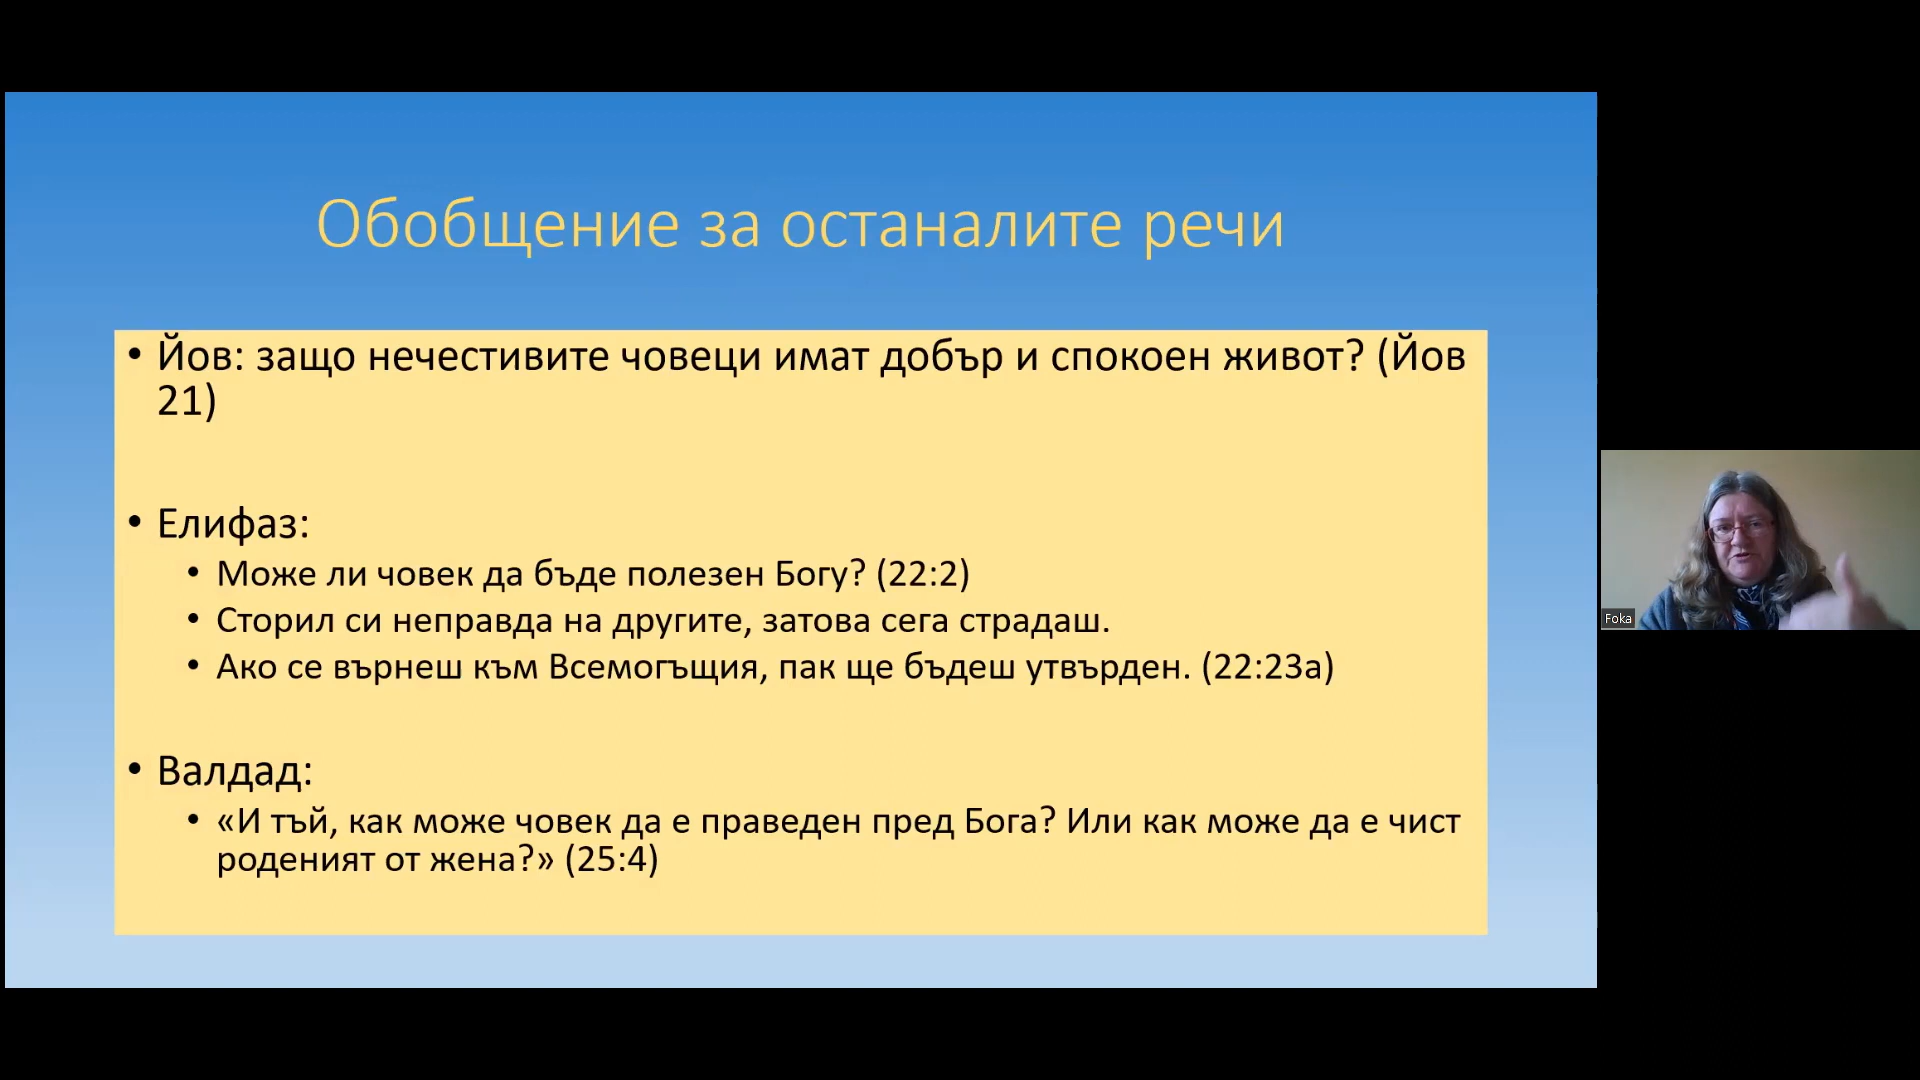 Обобщение за останалите речи
• Йов: защо нечестивите човеци имат добър и спокоен живот? (Йов
21)
• Елифаз:
• Може ли човек да бъде полезен Богу? (22:2)
• Сторил си неправда на другите, затова сега страдаш.
• Ако се върнеш към Всемогъщия, пак ще бъдеш утвърден. (22:23а)
• Валдад:
• «И тъй, как може човек да е праведен пред Бога? Или как може да е чист
роденият от жена?» (25:4)
Foka